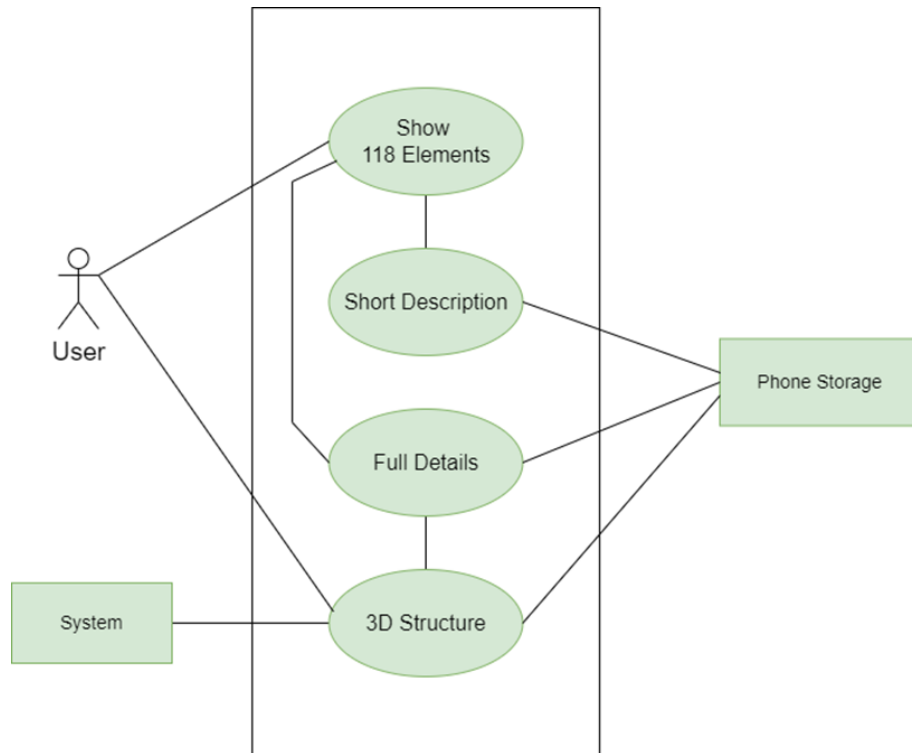 Show
118 Elements
Short Description
User
Phone Storage
Full Details
System
3D Structure